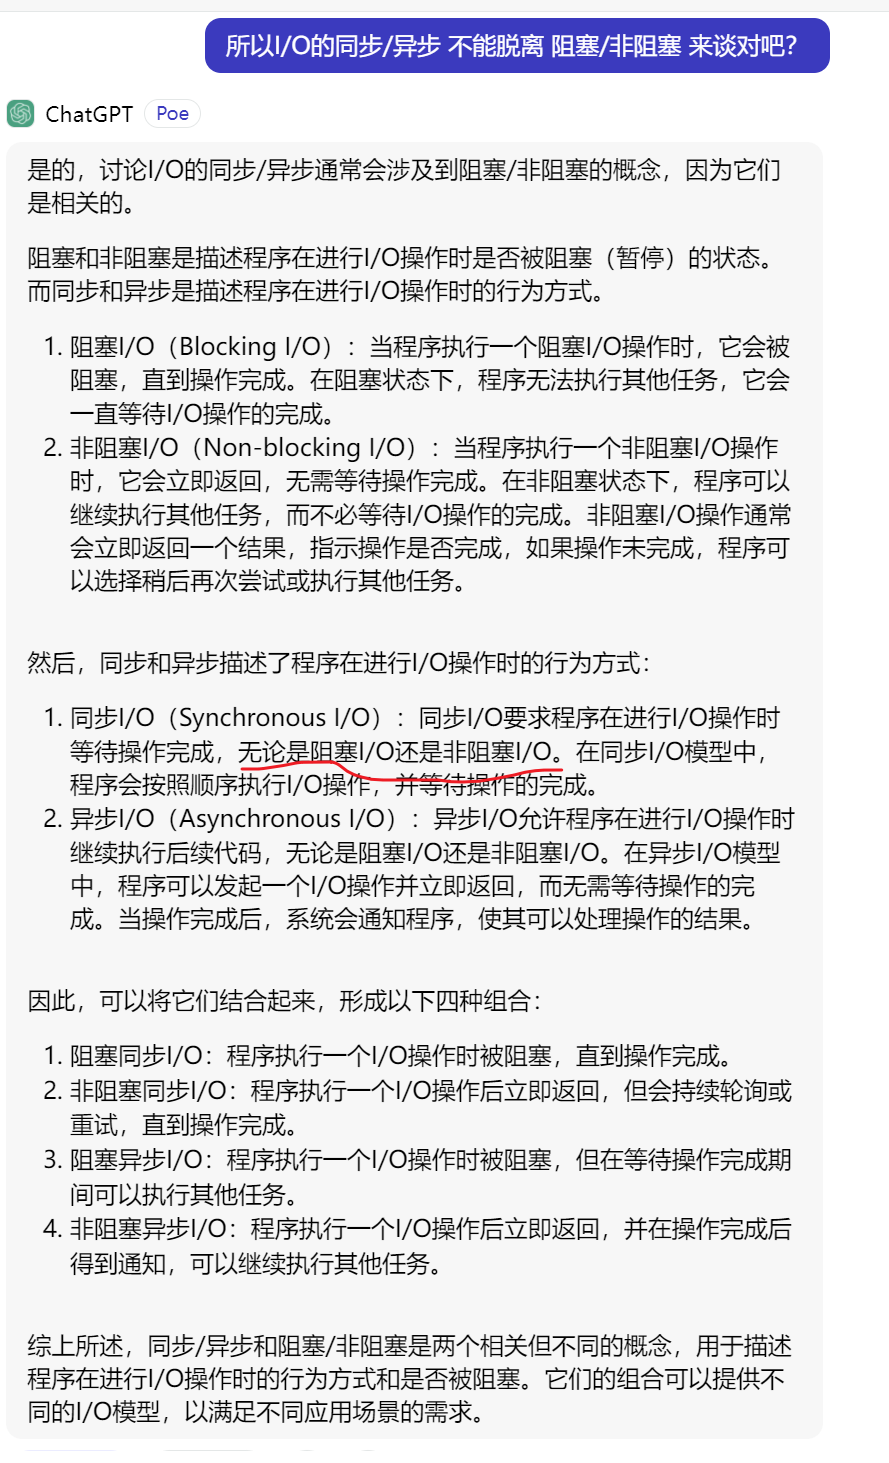 所以I/O的同步/异步 不能脱离 阻塞/非阻塞 来谈对吧？
ChatGPT Poe
是的，讨论I/O的同步/异步通常会涉及到阻塞/非阻塞的概念，因为它们
是相关的。
阻塞和非阻塞是描述程序在进行I/O操作时是否被阻塞（暂停）的状态。
而同步和异步是描述程序在进行I/O操作时的行为方式。
1. 阻塞I/O（Blocking I/O）：当程序执行一个阻塞I/O操作时，它会被
阻塞，直到操作完成。在阻塞状态下，程序无法执行其他任务，它会
一直等待I/O操作的完成。
2. 非阻塞I/O（Non-blocking I/O）：当程序执行一个非阻塞I/O操作
时，它会立即返回，无需等待操作完成。在非阻塞状态下，程序可以
继续执行其他任务，而不必等待I/O操作的完成。非阻塞I/O操作通常
会立即返回一个结果，指示操作是否完成，如果操作未完成，程序可
以选择稍后再次尝试或执行其他任务。
然后，同步和异步描述了程序在进行I/O操作时的行为方式：
1. 同步I/O（Synchronous I/O）：同步I/O要求程序在进行I/O操作时
等待操作完成，无论是阻塞I/O还是非阻塞I/O。在同步I/O模型中，
程序会按照顺序执行I/O操作，并等待操作的完成。
2. 异步I/O（Asynchronous I/O）：异步I/O允许程序在进行I/O操作时
继续执行后续代码，无论是阻塞I/O还是非阻塞I/O。在异步I/O模型
中，程序可以发起一个I/O操作并立即返回，而无需等待操作的完
成。当操作完成后，系统会通知程序，使其可以处理操作的结果。
因此，可以将它们结合起来，形成以下四种组合：
1. 阻塞同步I/O：程序执行一个I/O操作时被阻塞，直到操作完成。
2. 非阻塞同步I/O：程序执行一个I/O操作后立即返回，但会持续轮询或
重试，直到操作完成。
3. 阻塞异步I/O：程序执行一个I/O操作时被阻塞，但在等待操作完成期
间可以执行其他任务。
4. 非阻塞异步I/O：程序执行一个I/O操作后立即返回，并在操作完成后
得到通知，可以继续执行其他任务。
综上所述，同步/异步和阻塞/非阻塞是两个相关但不同的概念，用于描述
程序在进行I/O操作时的行为方式和是否被阻塞。它们的组合可以提供不
同的I/O模型，以满足不同应用场景的需求。